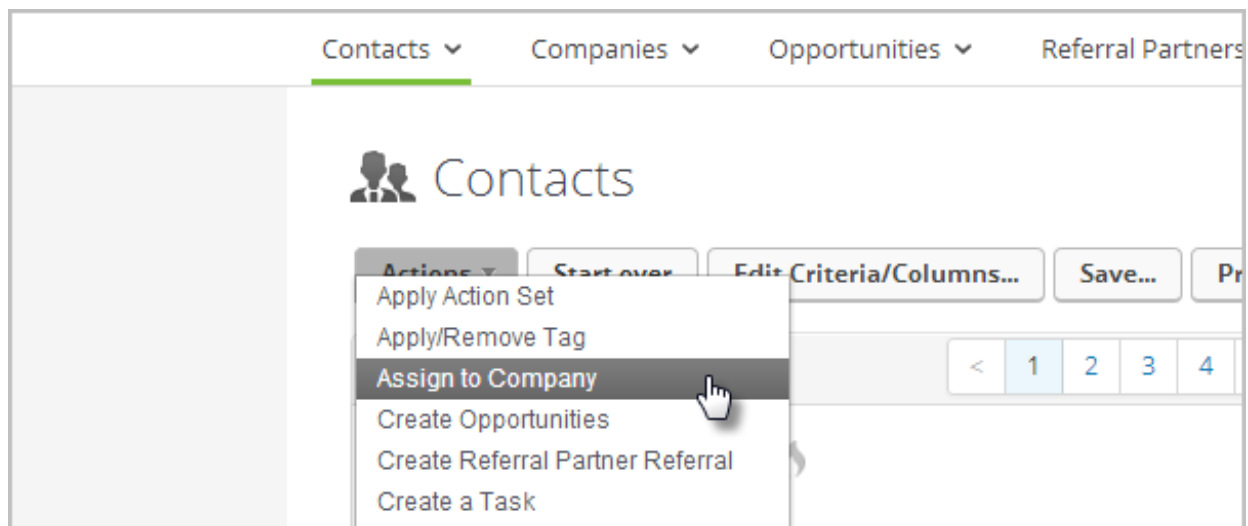 Contacts Companies Opportunities Referral Partners
Contacts
Actions Start over Edit Criteria/Columns... Save...
Apply Action Set
Apply/Remove Tag
Assign to Company
< 1 2 3 4
Create Opportunities
Create Referral Partner Referral
Create a Task